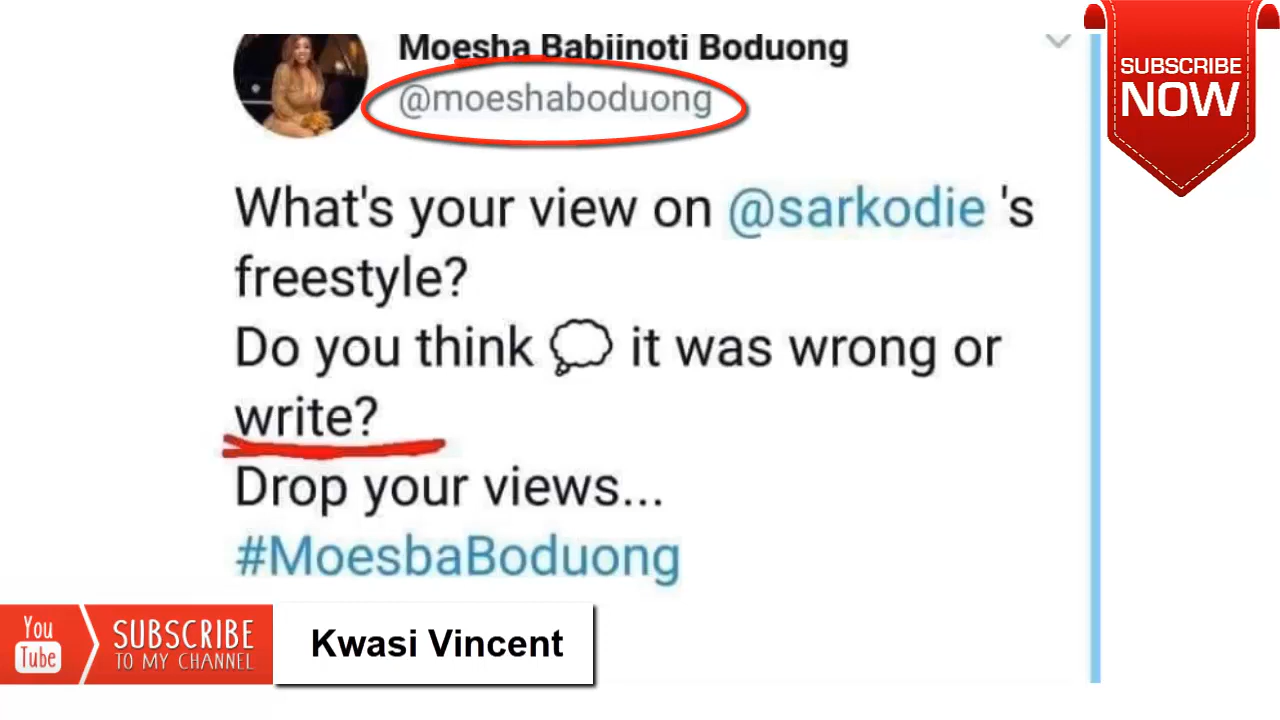 Moesha Babiinoti Boduong
@moeshaboduong
SUBSCRIBE
NOW
What's your view on @sarkodie 's
freestyle?
Do you think 💭 it was wrong or
write?
Drop your views...
#MoesbaBoduong
You
Tube
SUBSCRIBE
TO MY CHANNEL
Kwasi Vincent